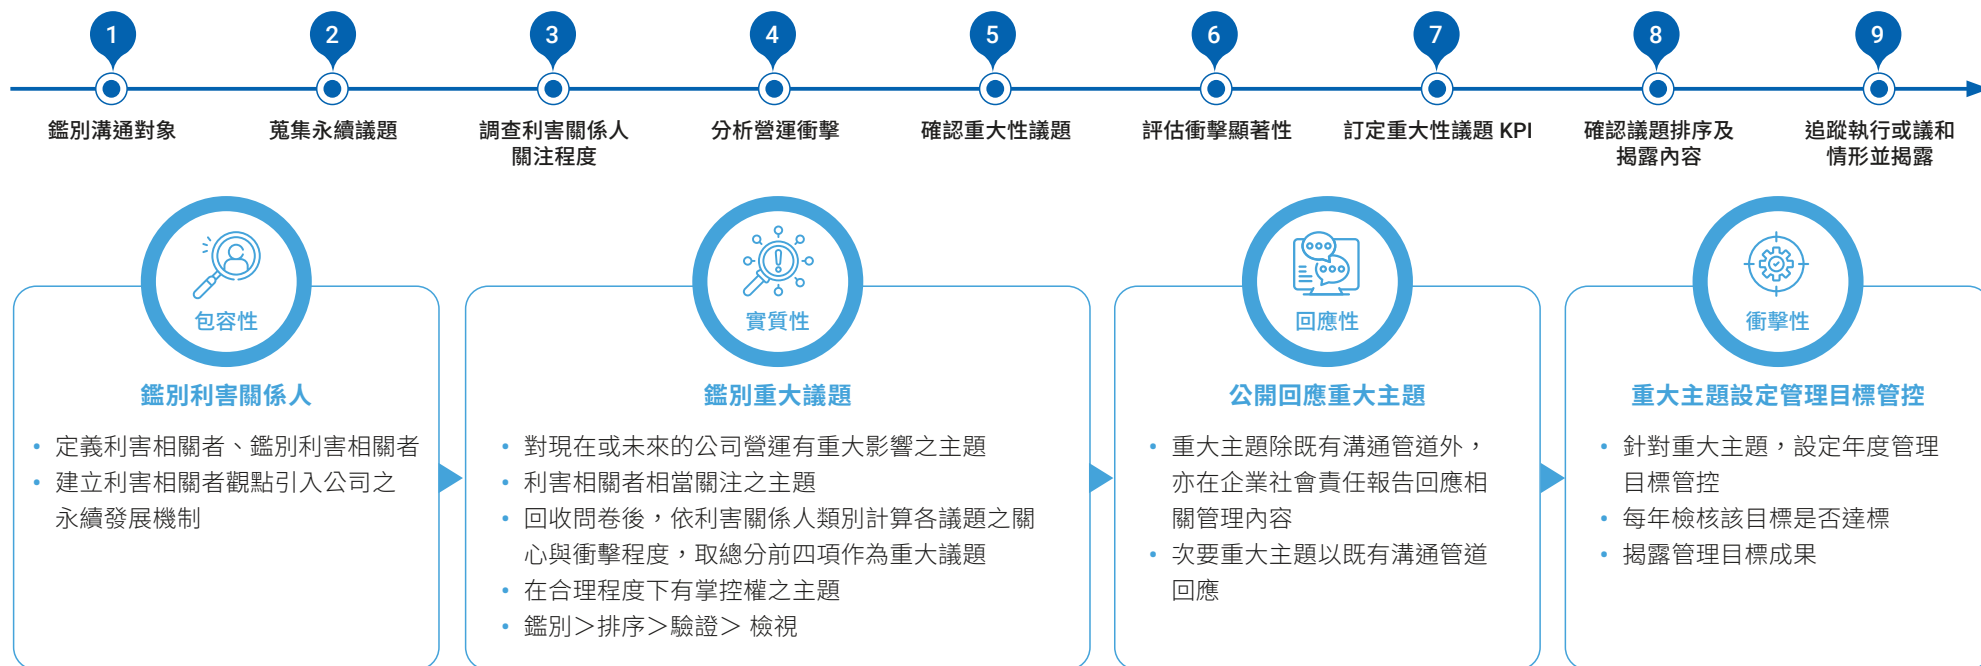 1
2
3
4
5
6
7
8
9
鑑別溝通對象
蒐集永續議題
調查利害關係人
關注程度
分析營運衝擊
確認重大性議題
評估衝擊顯著性
訂定重大性議題 KPI
確認議題排序及
揭露內容
追蹤執行或議和
情形並揭露
包容性
鑑別利害關係人
• 定義利害相關者、鑑別利害相關者
• 建立利害相關者觀點引入公司之
永續發展機制
實質性
鑑別重大議題
• 對現在或未來的公司營運有重大影響之主題
• 利害相關者相當關注之主題
• 回收問卷後，依利害關係人類別計算各議題之關
心與衝擊程度，取總分前四項作為重大議題
• 在合理程度下有掌控權之主題
• 鑑別＞排序＞驗證＞ 檢視
回應性
公開回應重大主題
• 重大主題除既有溝通管道外，
亦在企業社會責任報告回應相
關管理內容
• 次要重大主題以既有溝通管道
回應
衝擊性
重大主題設定管理目標管控
• 針對重大主題，設定年度管理
目標管控
• 每年檢核該目標是否達標
• 揭露管理目標成果